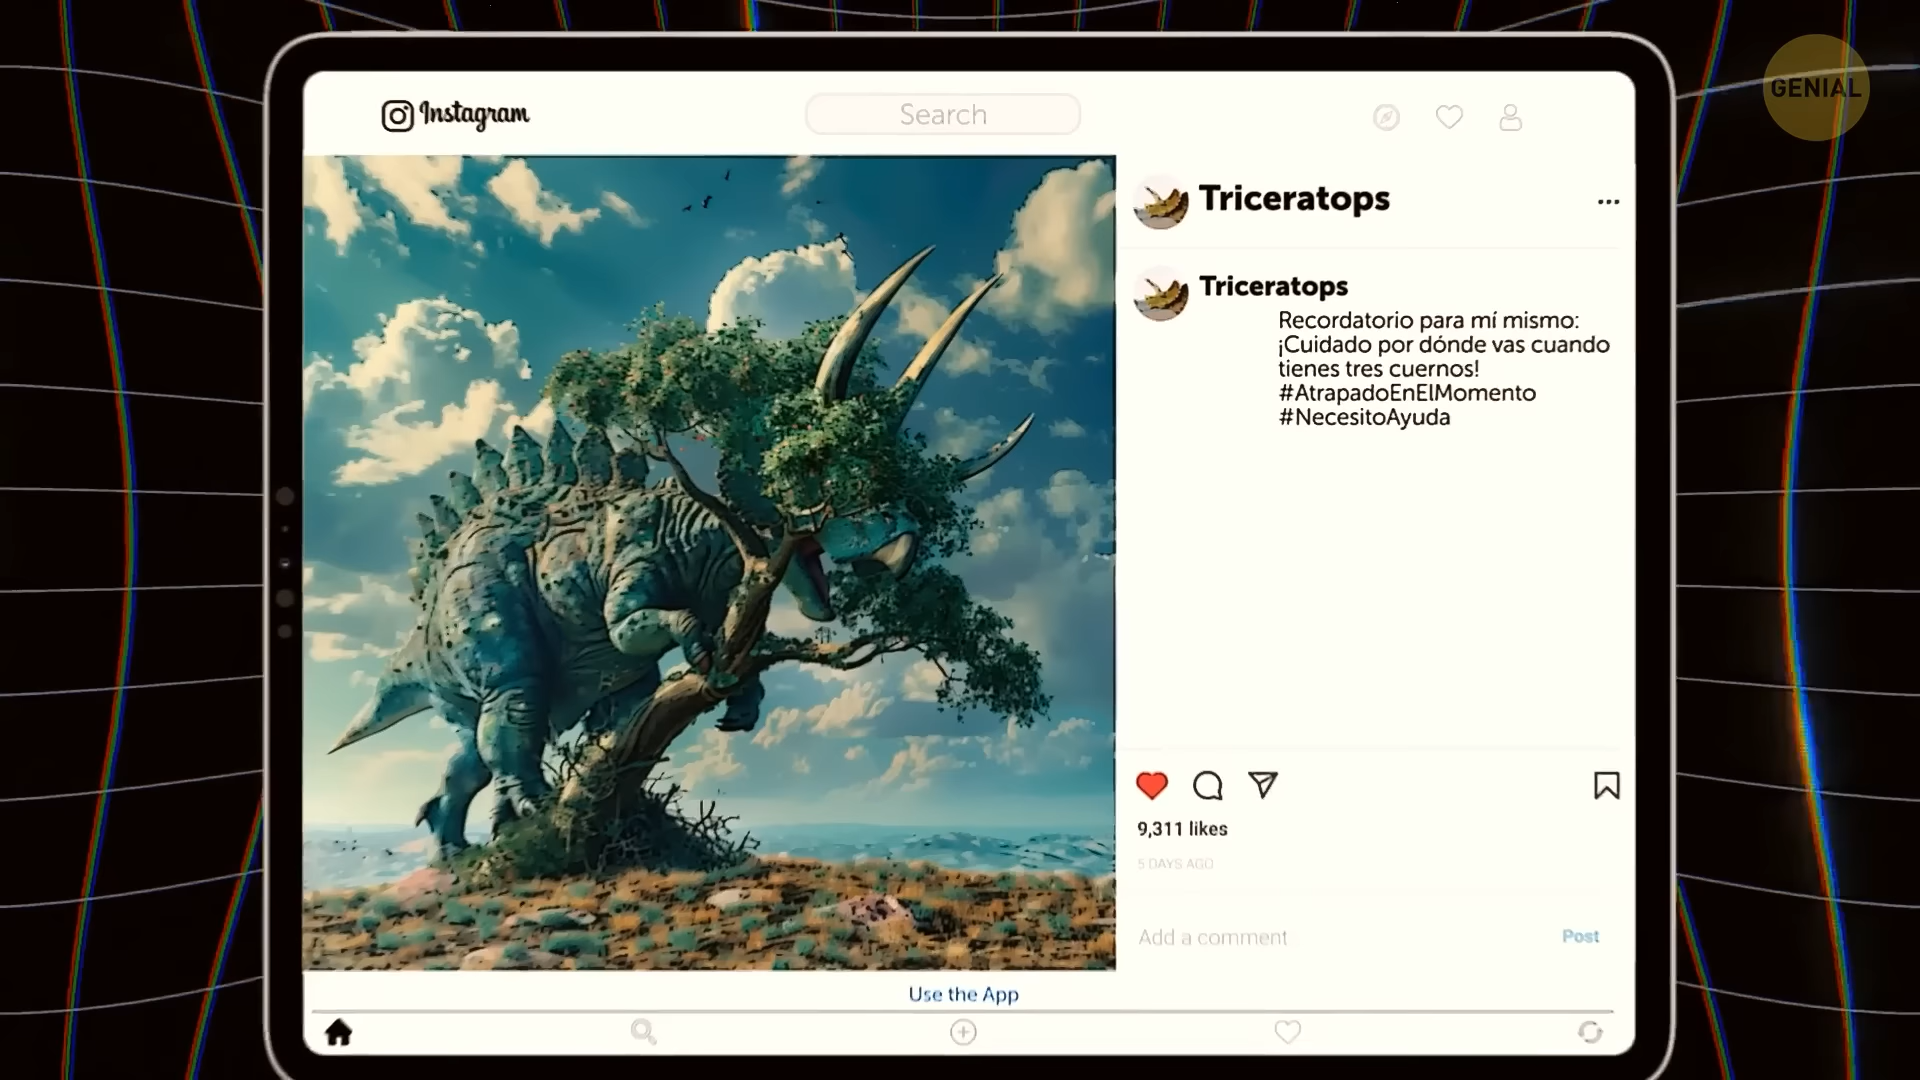 GENIAL
Instagram
Search
Triceratops
Triceratops
Recordatorio para mí mismo:
¡Cuidado por dónde vas cuando
tienes tres cuernos!
#AtrapadoEnElMomento
#NecesitoAyuda
9,311 likes
5 DAYS AGO
Add a comment
Post
Use the App